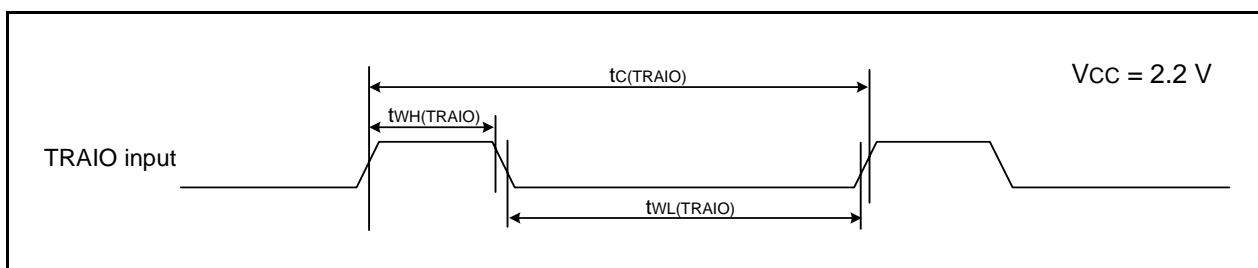 tC(TRAIO)
VCC = 2.2 V
tWH(TRAIO)
TRAIO input
tWL(TRAIO)